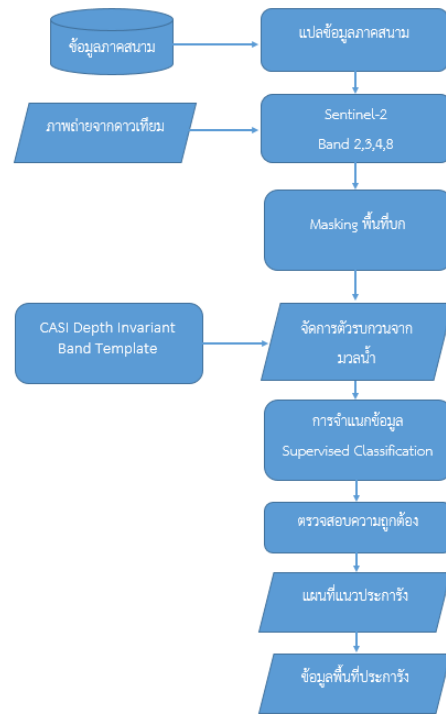 ข้อมูลภาคสนาม
แปลข้อมูลภาคสนาม
ภาพถ่ายจากดาวเทียม
Sentinel-2
Band 2,3,4,8
Masking พื้นที่บก
CASI Depth Invariant
Band Template
จัดการตัวรบกวนจาก
มวลน้ำ
การจำแนกข้อมูล
Supervised Classification
ตรวจสอบความถูกต้อง
แผนที่แนวประการัง
ข้อมูลพื้นที่ประการัง